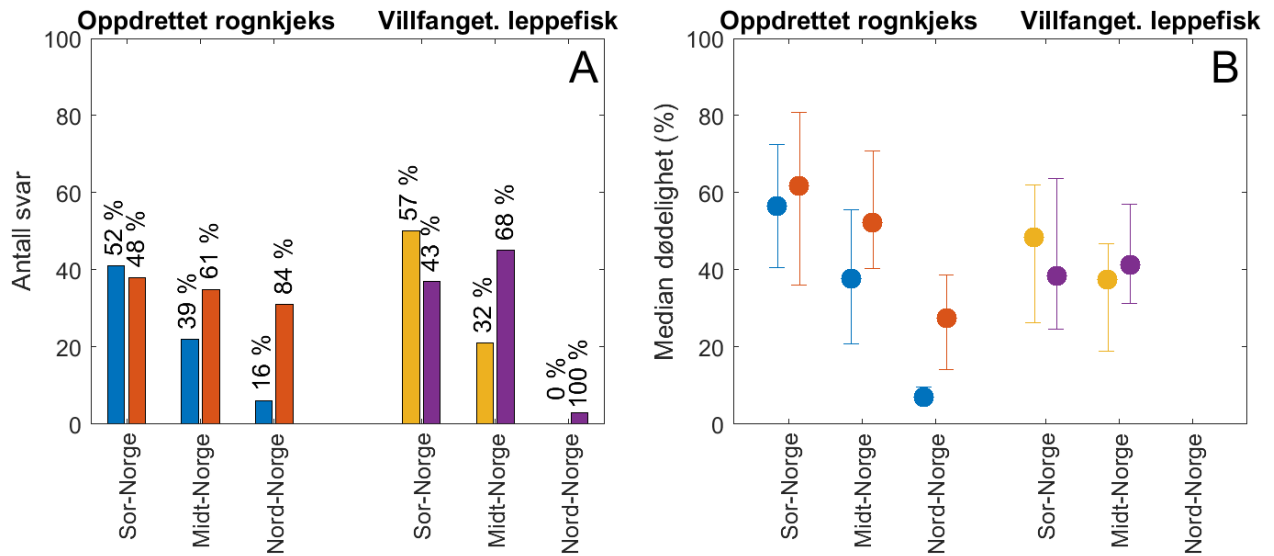 Oppdrettet rognkjeks
Villfanget. leppefisk
A
Antall svar
100
80
60
40
20
0
52 %
48 %
39 %
61 %
16 %
84 %
57 %
43 %
32 %
68 %
0 %
100 %
Sor-Norge
Midt-Norge
Nord-Norge
Sor-Norge
Midt-Norge
Nord-Norge
Oppdrettet rognkjeks
Villfanget. leppefisk
B
Median dødelighet (%)
100
80
60
40
20
0
Sor-Norge
Midt-Norge
Nord-Norge
Sor-Norge
Midt-Norge
Nord-Norge